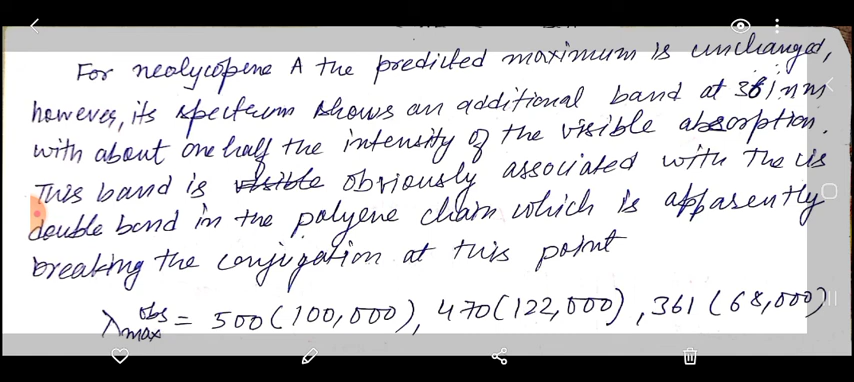 For neolycopene A the predicted maximum is unchanged,
however, its spectrum shows an additional band at 361nm
with about one half the intensity of the visible absorption.
This band is visible obviously associated with the cis
double bond in the polyene chain which is apparently
breaking the conjugation at this point
λ obs max = 500 (100,000), 470 (122,000), 361 (68,000)